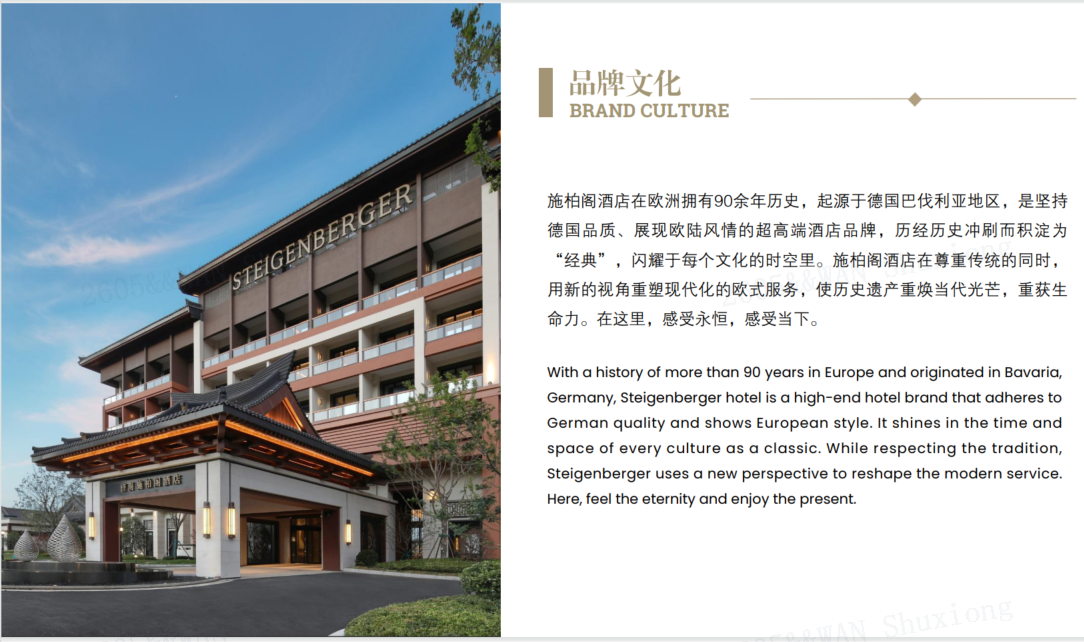 STEIGENBERGER
施柏阁酒店
品牌文化
BRAND CULTURE
施柏阁酒店在欧洲拥有90余年历史，起源于德国巴伐利亚地区，是坚持
德国品质、展现欧陆风情的超高端酒店品牌，历经历史冲刷而积淀为
“经典”，闪耀于每个文化的时空里。施柏阁酒店在尊重传统的同时，
用新的视角重塑现代化的欧式服务，使历史遗产重焕当代光芒，重获生
命力。在这里，感受永恒，感受当下。
With a history of more than 90 years in Europe and originated in Bavaria,
Germany, Steigenberger hotel is a high-end hotel brand that adheres to
German quality and shows European style. It shines in the time and
space of every culture as a classic. While respecting the tradition,
Steigenberger uses a new perspective to reshape the modern service.
Here, feel the eternity and enjoy the present.
2605&&WAN Shuxiong